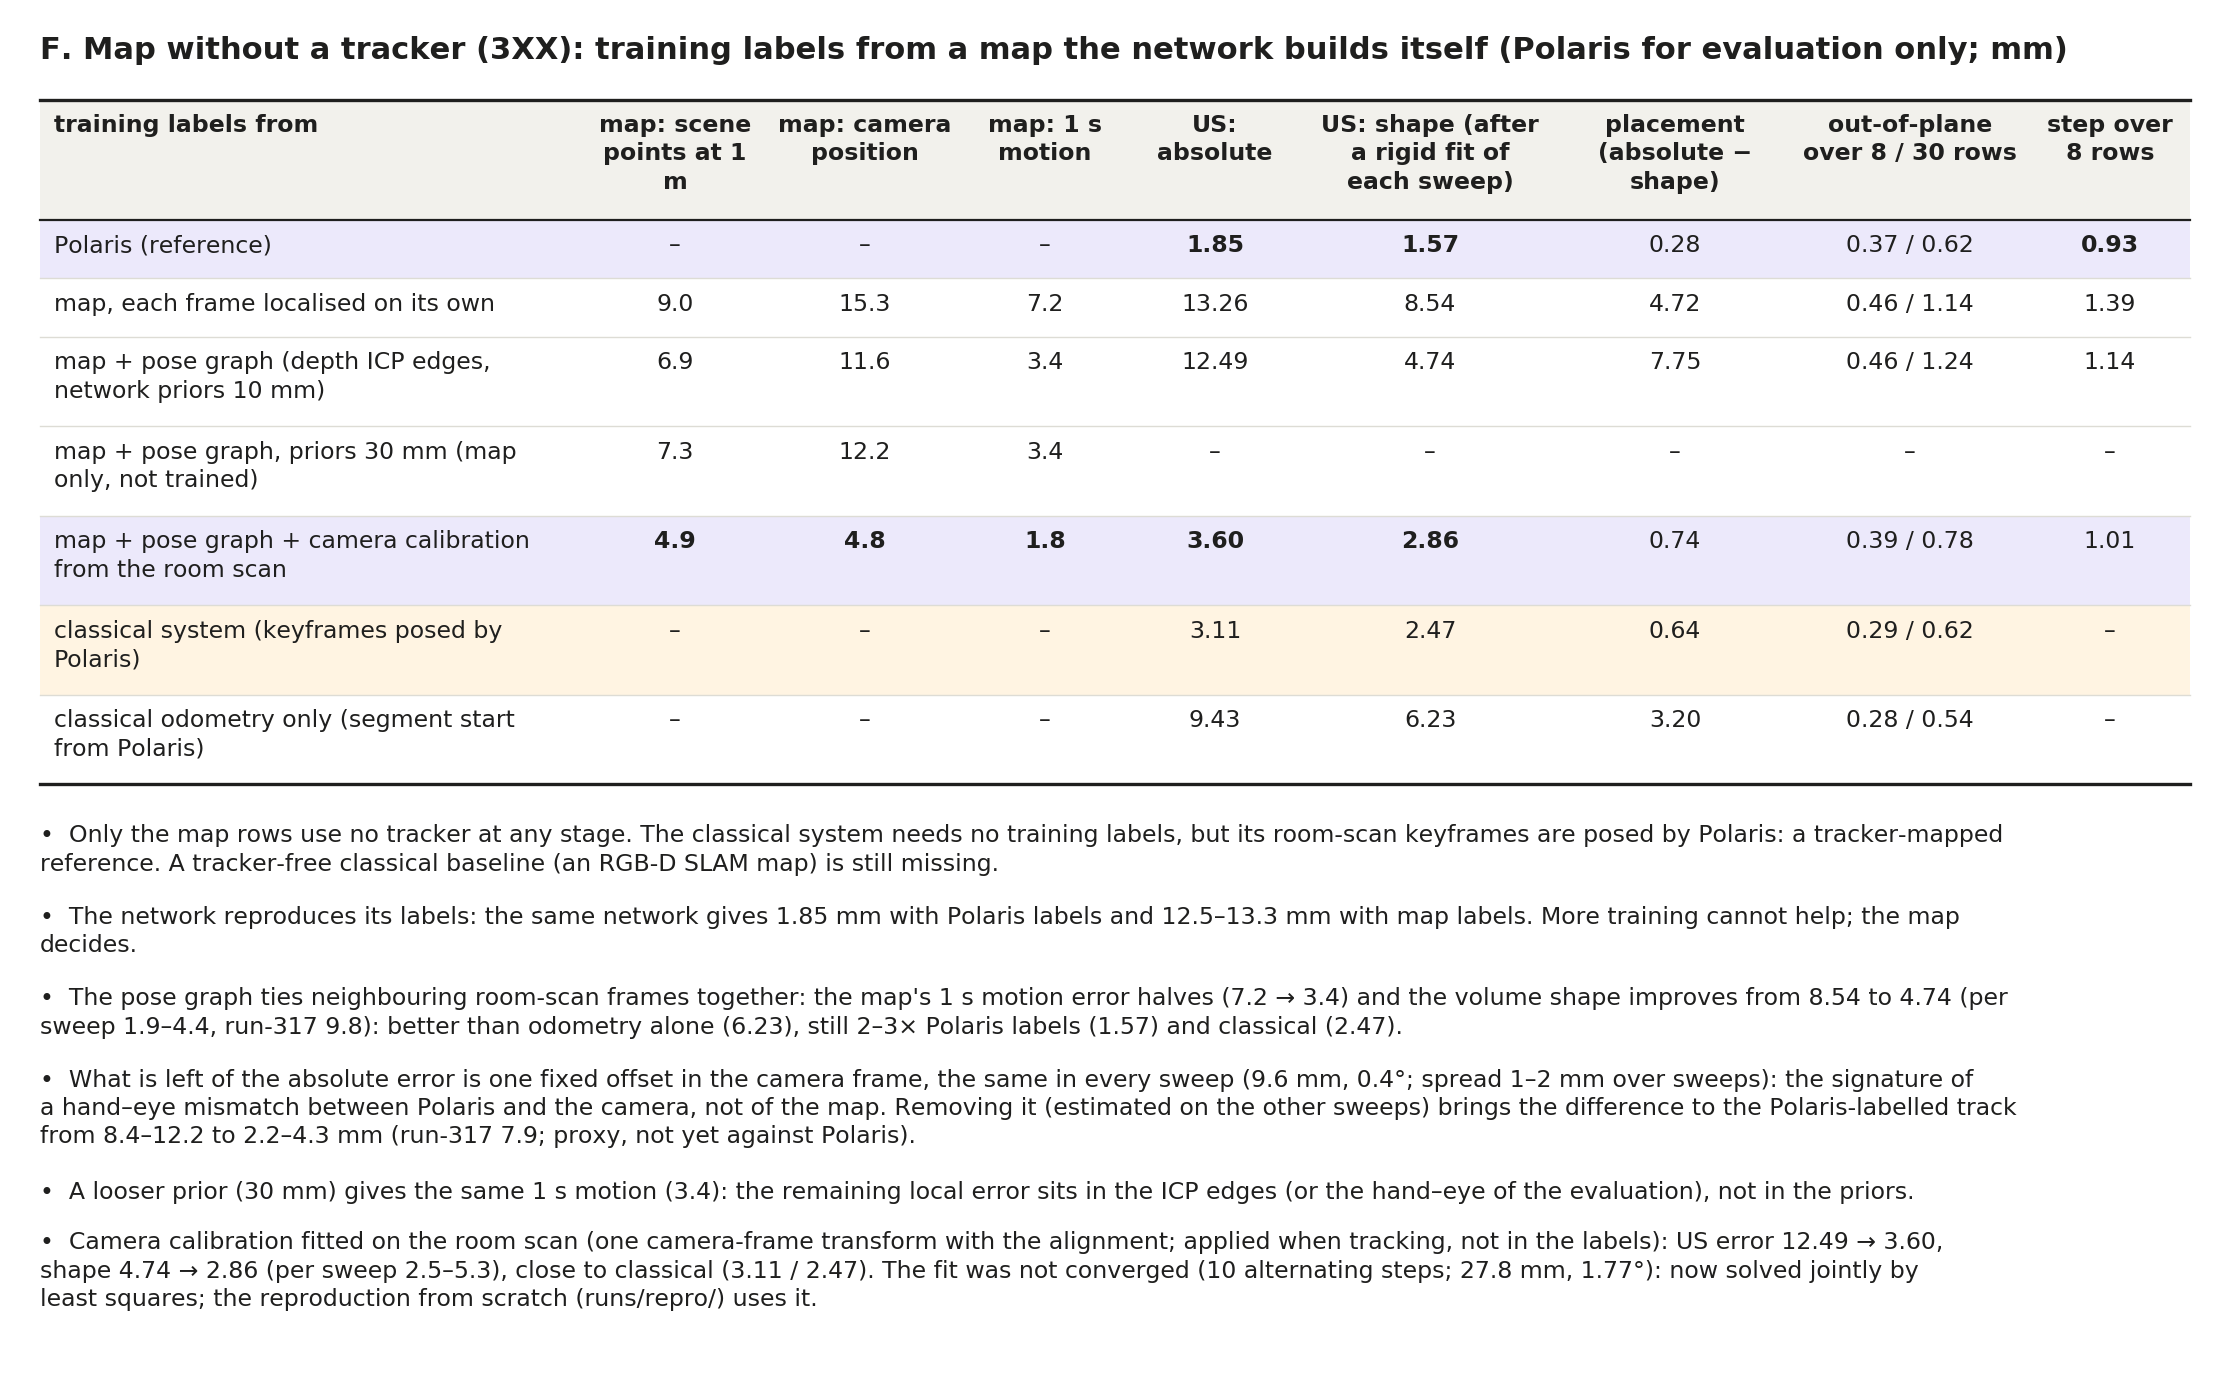 F. Map without a tracker (3XX): training labels from a map the network builds itself (Polaris for evaluation only; mm)
training labels from | map: scene points at 1 m | map: camera position | map: 1 s motion | US: absolute | US: shape (after a rigid fit of each sweep) | placement (absolute − shape) | out-of-plane over 8 / 30 rows | step over 8 rows
Polaris (reference) | – | – | – | 1.85 | 1.57 | 0.28 | 0.37 / 0.62 | 0.93
map, each frame localised on its own | 9.0 | 15.3 | 7.2 | 13.26 | 8.54 | 4.72 | 0.46 / 1.14 | 1.39
map + pose graph (depth ICP edges, network priors 10 mm) | 6.9 | 11.6 | 3.4 | 12.49 | 4.74 | 7.75 | 0.46 / 1.24 | 1.14
map + pose graph, priors 30 mm (map only, not trained) | 7.3 | 12.2 | 3.4 | – | – | – | – | –
map + pose graph + camera calibration from the room scan | 4.9 | 4.8 | 1.8 | 3.60 | 2.86 | 0.74 | 0.39 / 0.78 | 1.01
classical system (keyframes posed by Polaris) | – | – | – | 3.11 | 2.47 | 0.64 | 0.29 / 0.62 | –
classical odometry only (segment start from Polaris) | – | – | – | 9.43 | 6.23 | 3.20 | 0.28 / 0.54 | –
• Only the map rows use no tracker at any stage. The classical system needs no training labels, but its room-scan keyframes are posed by Polaris: a tracker-mapped
reference. A tracker-free classical baseline (an RGB-D SLAM map) is still missing.
• The network reproduces its labels: the same network gives 1.85 mm with Polaris labels and 12.5–13.3 mm with map labels. More training cannot help; the map
decides.
• The pose graph ties neighbouring room-scan frames together: the map's 1 s motion error halves (7.2 → 3.4) and the volume shape improves from 8.54 to 4.74 (per
sweep 1.9–4.4, run-317 9.8): better than odometry alone (6.23), still 2–3× Polaris labels (1.57) and classical (2.47).
• What is left of the absolute error is one fixed offset in the camera frame, the same in every sweep (9.6 mm, 0.4°; spread 1–2 mm over sweeps): the signature of
a hand–eye mismatch between Polaris and the camera, not of the map. Removing it (estimated on the other sweeps) brings the difference to the Polaris-labelled track
from 8.4–12.2 to 2.2–4.3 mm (run-317 7.9; proxy, not yet against Polaris).
• A looser prior (30 mm) gives the same 1 s motion (3.4): the remaining local error sits in the ICP edges (or the hand–eye of the evaluation), not in the priors.
• Camera calibration fitted on the room scan (one camera-frame transform with the alignment; applied when tracking, not in the labels): US error 12.49 → 3.60,
shape 4.74 → 2.86 (per sweep 2.5–5.3), close to classical (3.11 / 2.47). The fit was not converged (10 alternating steps; 27.8 mm, 1.77°): now solved jointly by
least squares; the reproduction from scratch (runs/repro/) uses it.